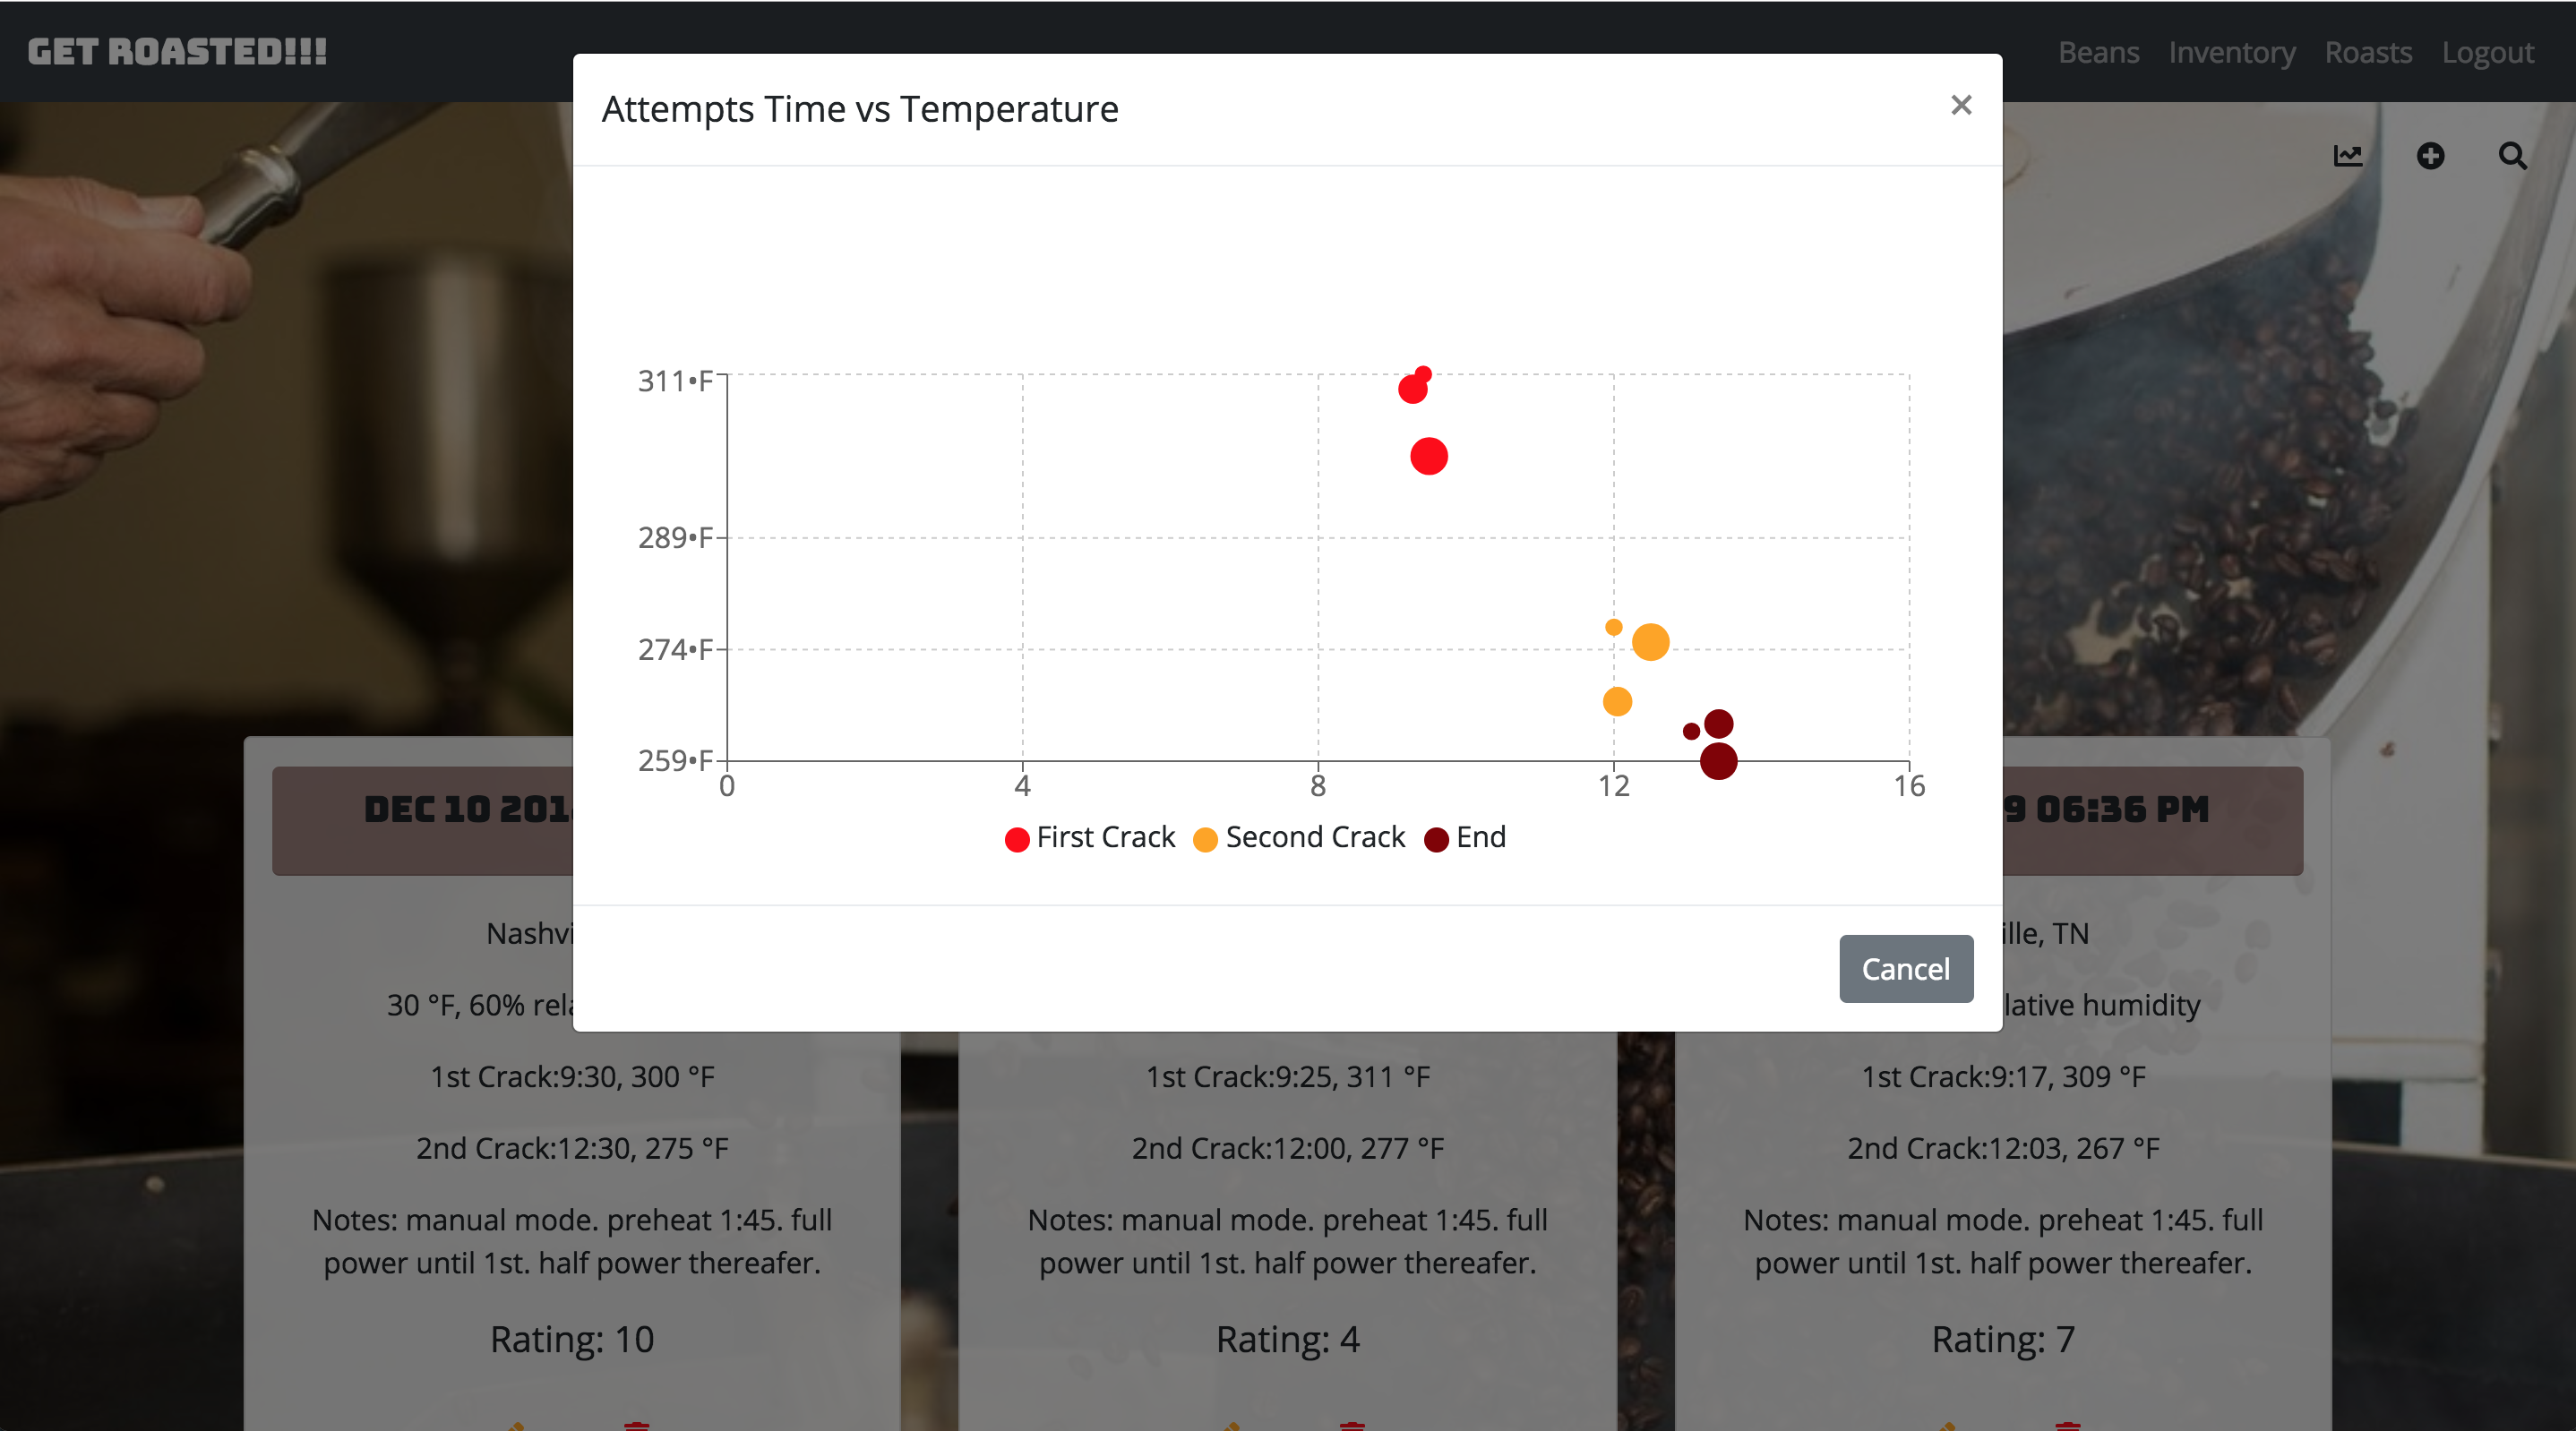 GET ROASTED!!!
Beans Inventory Roasts Logout
Attempts Time vs Temperature
×
311•F
289•F
274•F
259•F
0 4 8 12 16
First Crack Second Crack End
Cancel
DEC 10 201
9 06:36 PM
Nashvi
ille, TN
30 °F, 60% rela
lative humidity
1st Crack:9:30, 300 °F
2nd Crack:12:30, 275 °F
Notes: manual mode. preheat 1:45. full
power until 1st. half power thereafer.
Rating: 10
1st Crack:9:25, 311 °F
2nd Crack:12:00, 277 °F
Notes: manual mode. preheat 1:45. full
power until 1st. half power thereafer.
Rating: 4
1st Crack:9:17, 309 °F
2nd Crack:12:03, 267 °F
Notes: manual mode. preheat 1:45. full
power until 1st. half power thereafer.
Rating: 7